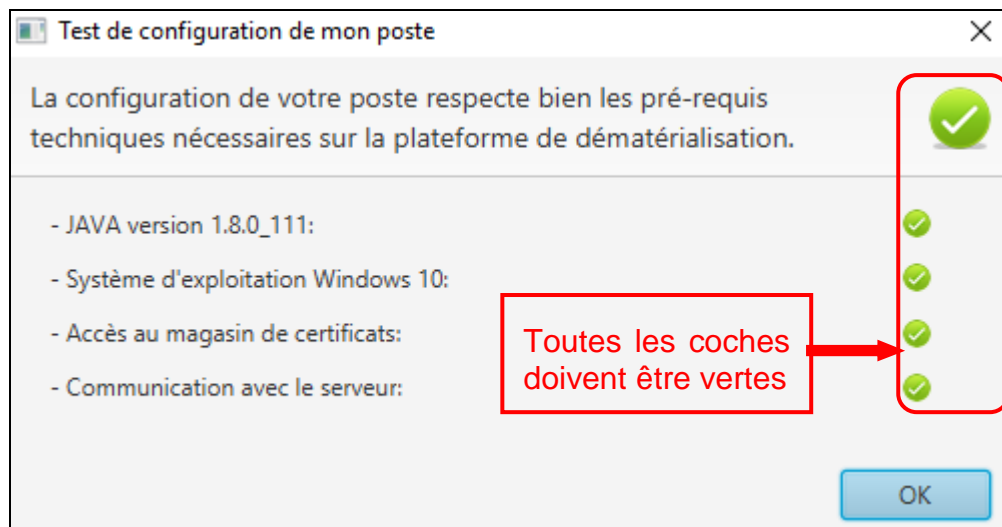 Test de configuration de mon poste
La configuration de votre poste respecte bien les pré-requis
techniques nécessaires sur la plateforme de dématérialisation.
- JAVA version 1.8.0_111:
- Système d'exploitation Windows 10:
- Accès au magasin de certificats:
- Communication avec le serveur:
Toutes les coches
doivent être vertes
OK